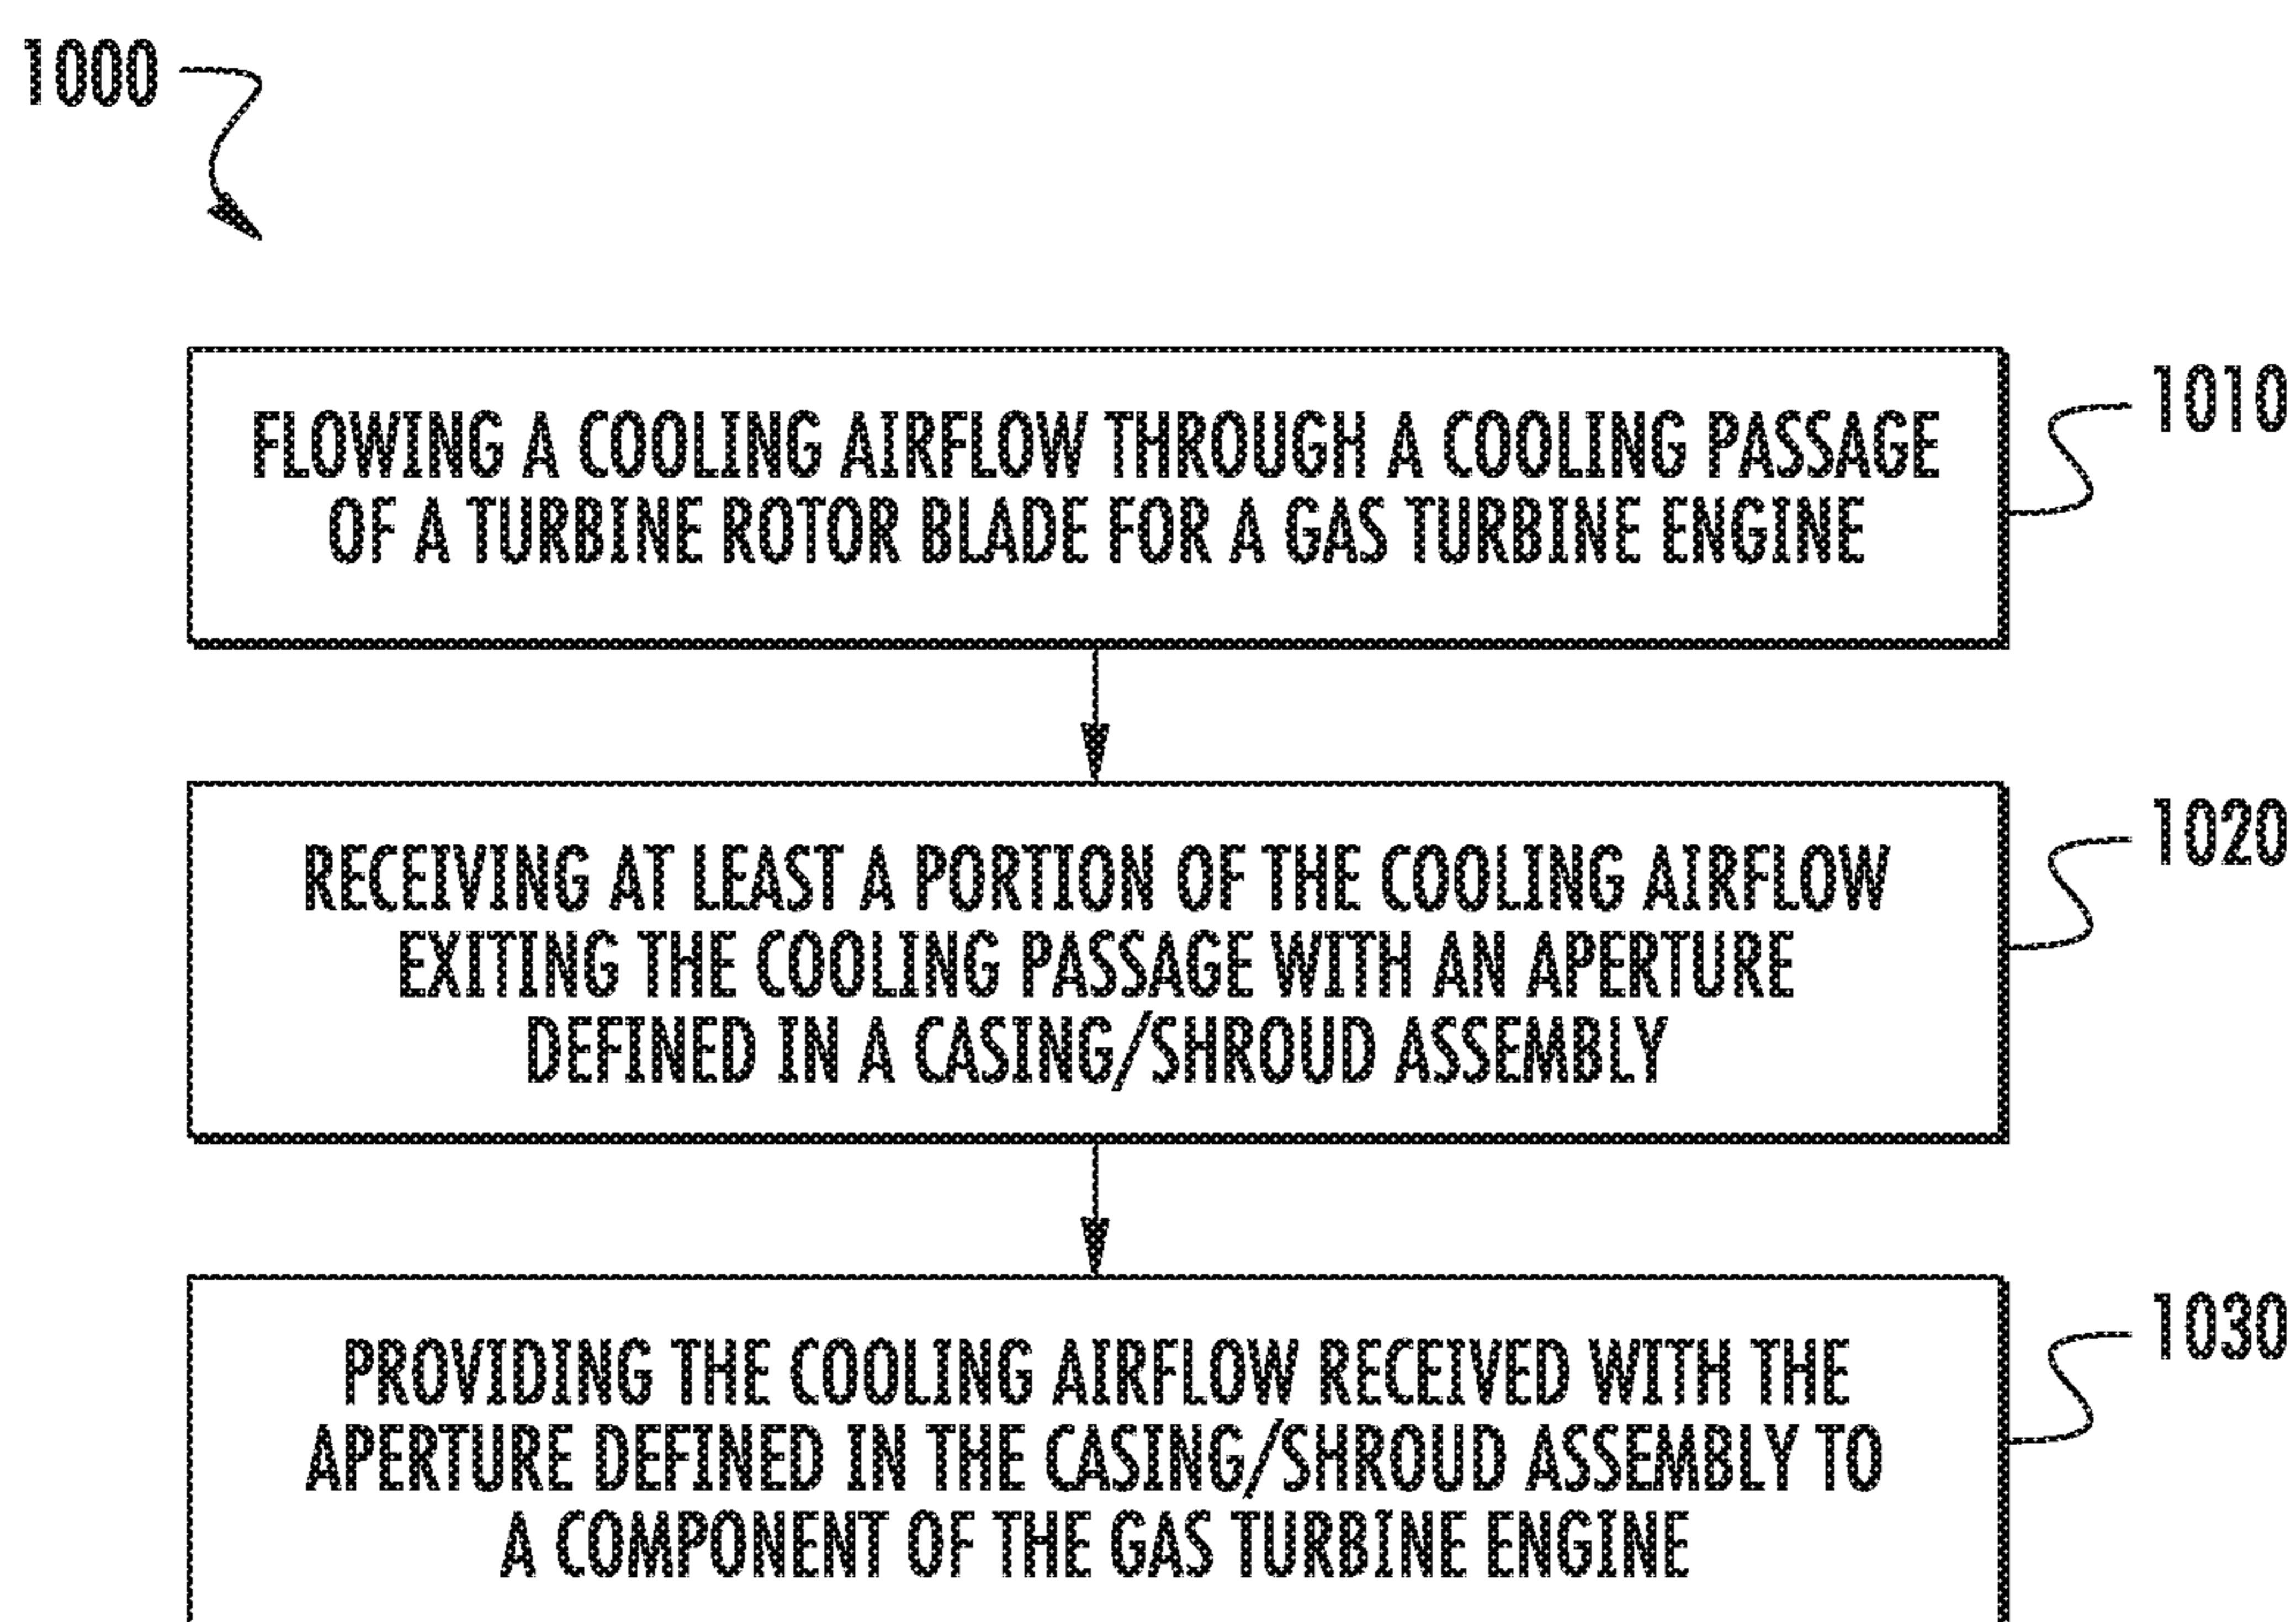 1000
FLOWING A COOLING AIRFLOW THROUGH A COOLING PASSAGE
OF A TURBINE ROTOR BLADE FOR A GAS TURBINE ENGINE
1010
RECEIVING AT LEAST A PORTION OF THE COOLING AIRFLOW
EXITING THE COOLING PASSAGE WITH AN APERTURE
DEFINED IN A CASING/SHROUD ASSEMBLY
1020
PROVIDING THE COOLING AIRFLOW RECEIVED WITH THE
APERTURE DEFINED IN THE CASING/SHROUD ASSEMBLY TO
A COMPONENT OF THE GAS TURBINE ENGINE
1030